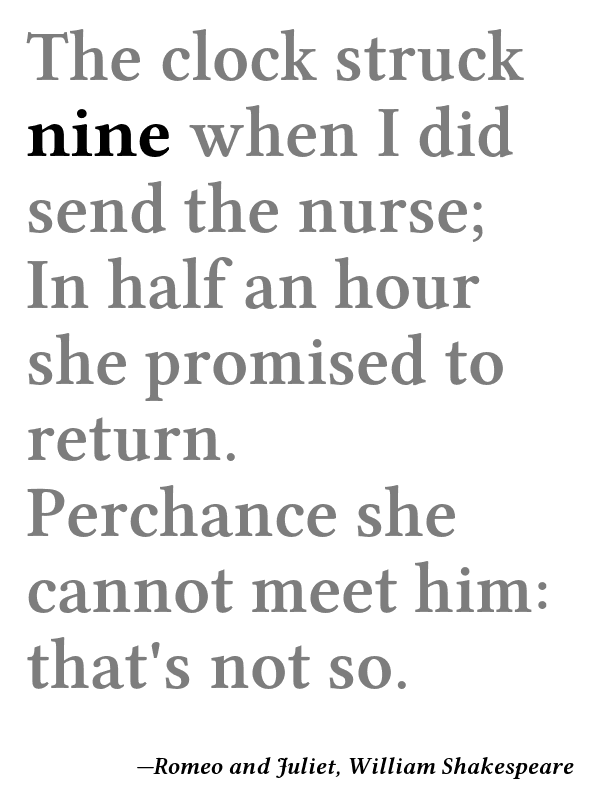 The clock struck
nine when I did
send the nurse;
In half an hour
she promised to
return.
Perchance she
cannot meet him:
that's not so.
—Romeo and Juliet, William Shakespeare